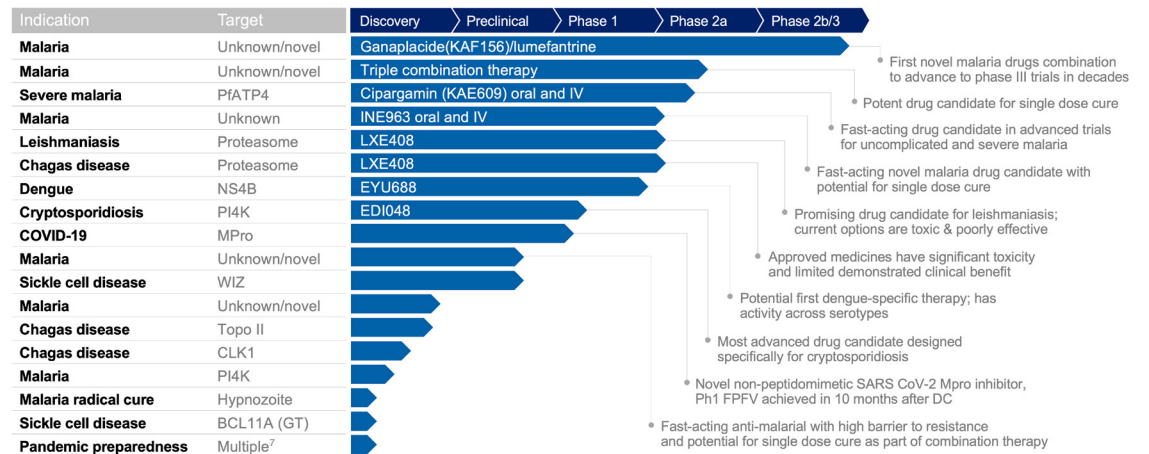 Indication Target Discovery Preclinical Phase 1 Phase 2a Phase 2b/3
Malaria Unknown/novel Ganaplacide(KAF156)/lumefantrine
Malaria Unknown/novel Triple combination therapy
Severe malaria PfATP4 Cipargamin (KAE609) oral and IV
Malaria Unknown INE963 oral and IV
Leishmaniasis Proteasome LXE408
Chagas disease Proteasome LXE408
Dengue NS4B EYU688
Cryptosporidiosis PI4K EDI048
COVID-19 MPro
Malaria Unknown/novel
Sickle cell disease WIZ
Malaria Unknown/novel
Chagas disease Topo II
Chagas disease CLK1
Malaria PI4K
Malaria radical cure Hypnozoite
Sickle cell disease BCL11A (GT)
Pandemic preparedness Multiple⁷
First novel malaria drugs combination
to advance to phase III trials in decades
Potent drug candidate for single dose cure
Fast-acting drug candidate in advanced trials
for uncomplicated and severe malaria
Fast-acting novel malaria drug candidate with
potential for single dose cure
Promising drug candidate for leishmaniasis;
current options are toxic & poorly effective
Approved medicines have significant toxicity
and limited demonstrated clinical benefit
Potential first dengue-specific therapy; has
activity across serotypes
Most advanced drug candidate designed
specifically for cryptosporidiosis
Novel non-peptidomimetic SARS CoV-2 Mpro inhibitor,
Ph1 FPFV achieved in 10 months after DC
Fast-acting anti-malarial with high barrier to resistance
and potential for single dose cure as part of combination therapy